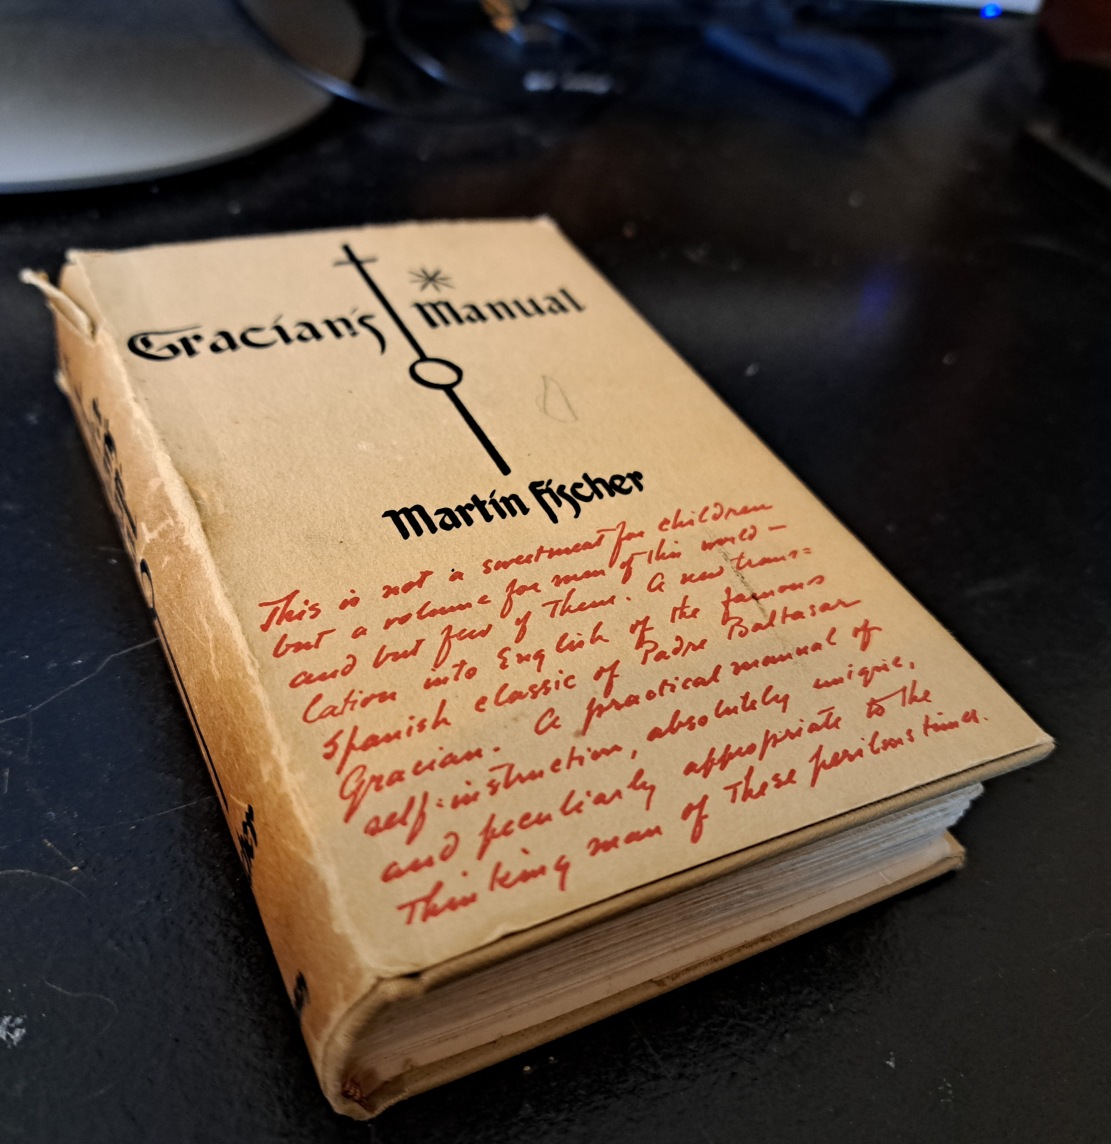 Gracian's Manual
Martin Fischer
This is not a sweetmeat for children
but a volume for men of this world –
and but few of them. A new trans=
lation into English of the famous
Spanish classic of Padre Baltasar
Gracian. A practical manual of
self=instruction, absolutely unique,
and peculiarly appropriate to the
thinking man of these perilous times.